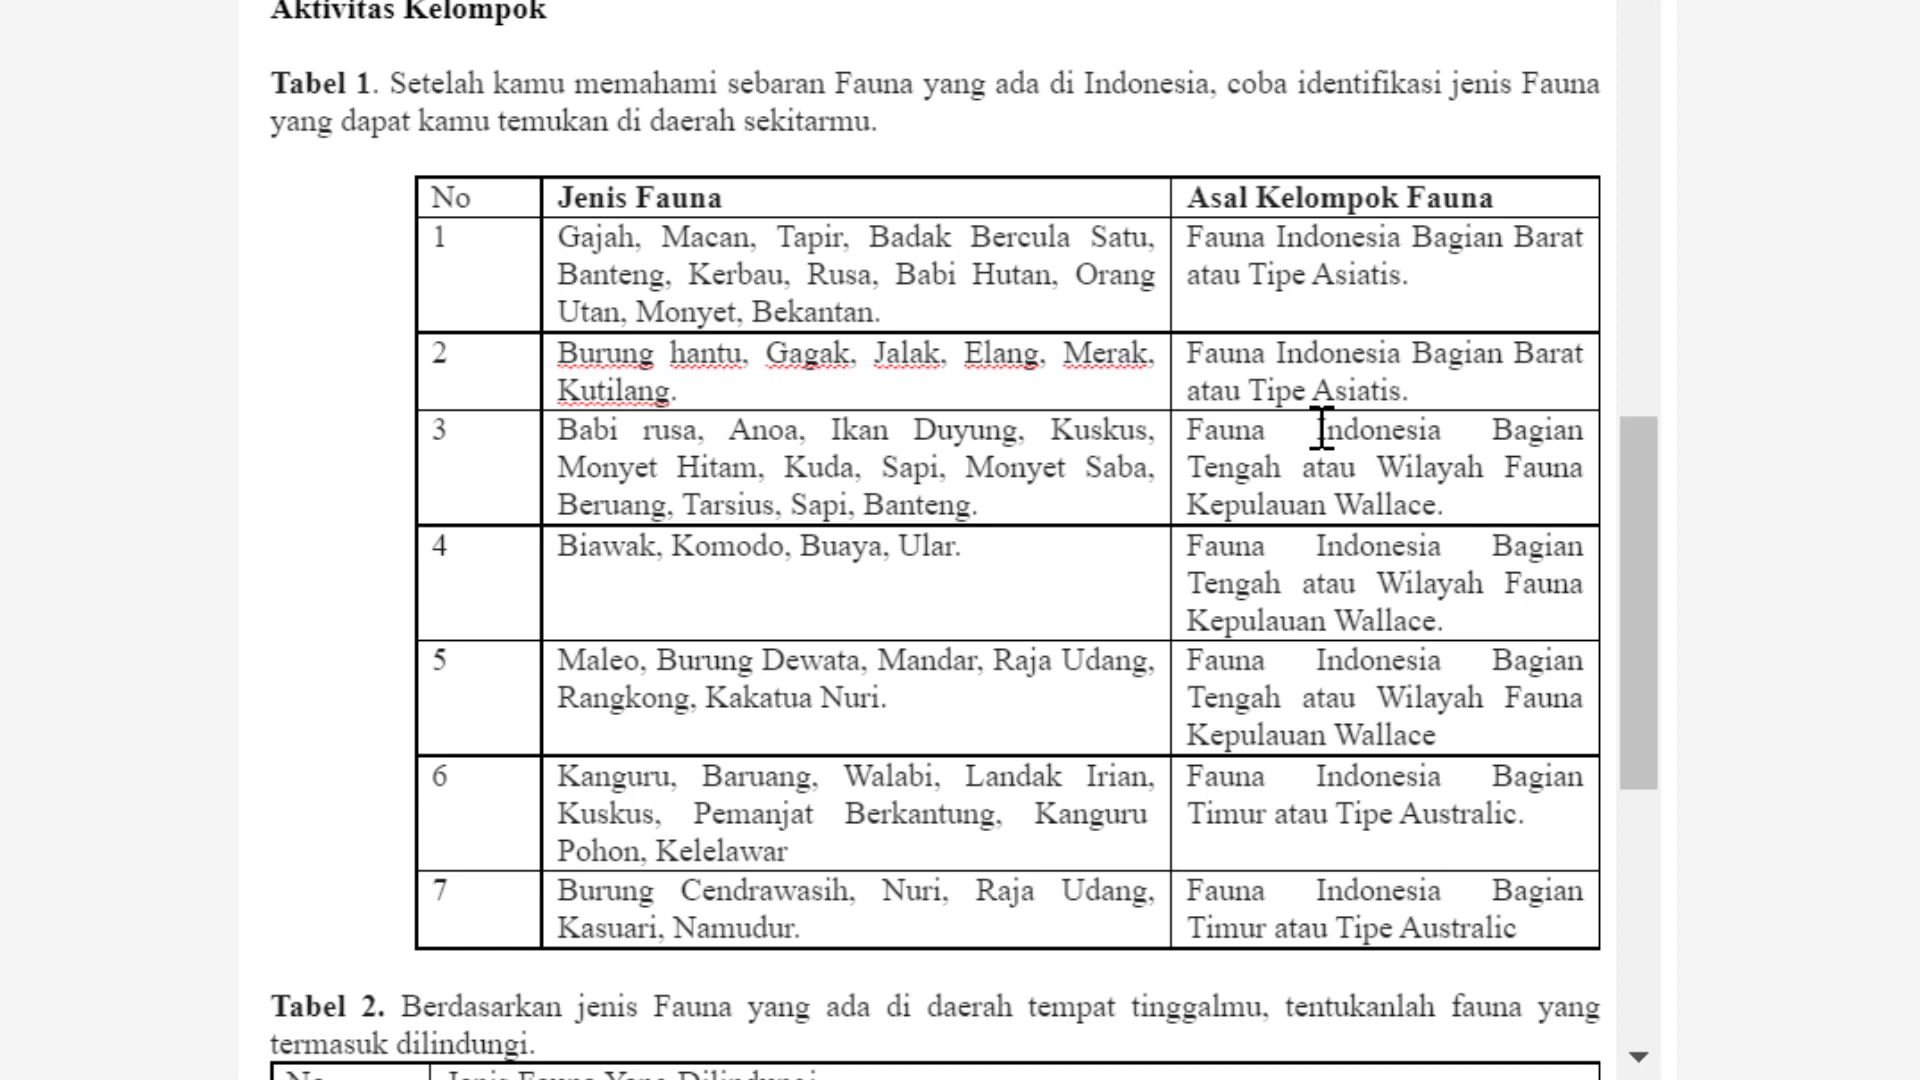 Aktivitas Kelompok
Tabel 1. Setelah kamu memahami sebaran Fauna yang ada di Indonesia, coba identifikasi jenis Fauna
yang dapat kamu temukan di daerah sekitarmu.
No Jenis Fauna Asal Kelompok Fauna
1 Gajah, Macan, Tapir, Badak Bercula Satu, Fauna Indonesia Bagian Barat
Banteng, Kerbau, Rusa, Babi Hutan, Orang atau Tipe Asiatis.
Utan, Monyet, Bekantan.
2 Burung hantu, Gagak, Jalak, Elang, Merak, Fauna Indonesia Bagian Barat
Kutilang. atau Tipe Asiatis.
3 Babi rusa, Anoa, Ikan Duyung, Kuskus, Fauna Indonesia Bagian
Monyet Hitam, Kuda, Sapi, Monyet Saba, Tengah atau Wilayah Fauna
Beruang, Tarsius, Sapi, Banteng. Kepulauan Wallace.
4 Biawak, Komodo, Buaya, Ular. Fauna Indonesia Bagian
Tengah atau Wilayah Fauna
Kepulauan Wallace.
5 Maleo, Burung Dewata, Mandar, Raja Udang, Fauna Indonesia Bagian
Rangkong, Kakatua Nuri. Tengah atau Wilayah Fauna
Kepulauan Wallace
6 Kanguru, Baruang, Walabi, Landak Irian, Fauna Indonesia Bagian
Kuskus, Pemanjat Berkantung, Kanguru Timur atau Tipe Australic.
Pohon, Kelelawar
7 Burung Cendrawasih, Nuri, Raja Udang, Fauna Indonesia Bagian
Kasuari, Namudur. Timur atau Tipe Australic
Tabel 2. Berdasarkan jenis Fauna yang ada di daerah tempat tinggalmu, tentukanlah fauna yang
termasuk dilindungi.
No Jenis Fauna Yang Dilindungi